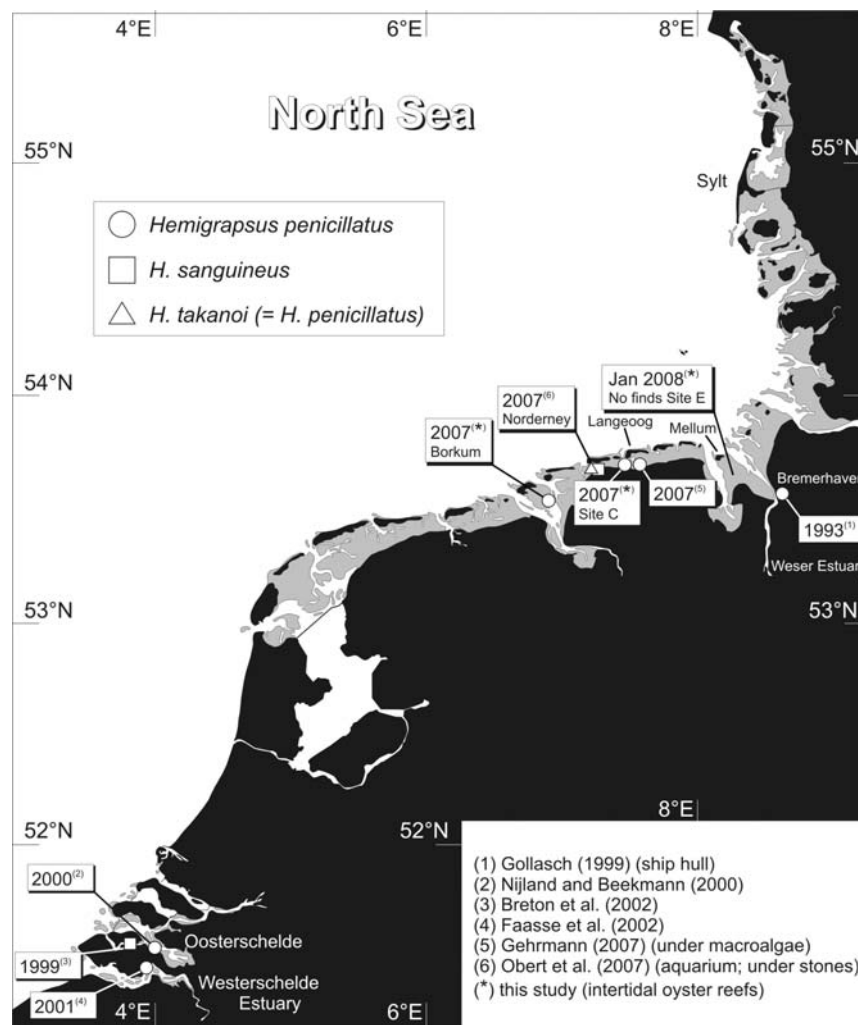 4°E 6°E 8°E
North Sea
55°N 55°N
Sylt
Hemigrapsus penicillatus
H. sanguineus
H. takanoi (= H. penicillatus)
54°N
Jan 2008(*)
No finds Site E
2007(6)
Norderney
Langeoog
Mellum
2007(*)
Borkum
Bremerhaven
2007(*)
Site C
2007(5)
1993(1)
Weser Estuar
53°N 53°N
8°E
52°N 52°N
2000(2)
Oosterschelde
1999(3)
2001(4)
Westerschelde
Estuary
4°E 6°E
(1) Gollasch (1999) (ship hull)
(2) Nijland and Beekmann (2000)
(3) Breton et al. (2002)
(4) Faasse et al. (2002)
(5) Gehrmann (2007) (under macroalgae)
(6) Obert et al. (2007) (aquarium; under stones)
(*) this study (intertidal oyster reefs)